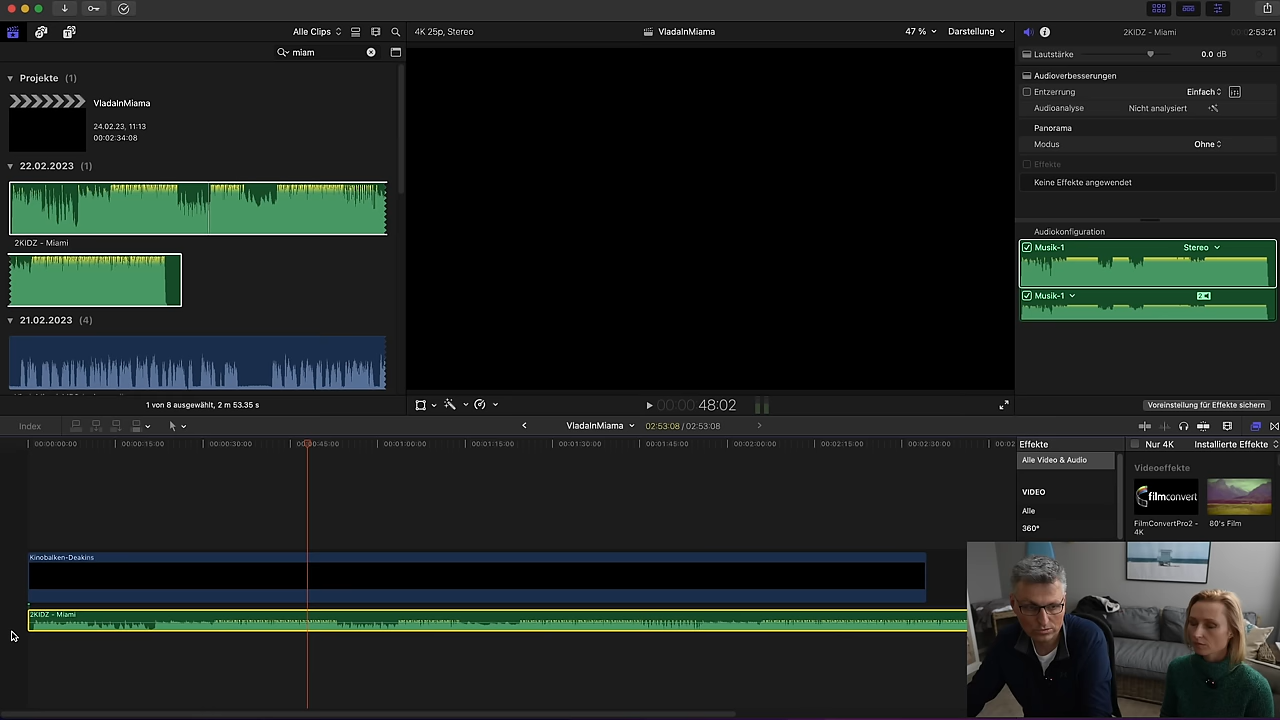 All Clips
4K 25p, Stereo
VladaInMiama
47 %
Darstellung
2KIDZ - Miami
2:53:21
miam
Lautstärke
0.0 dB
Projekte (1)
Audioverbesserungen
VladaInMiama
Entzerrung
Einfach
Audioanalyse
Nicht analysiert
24.02.23, 11:13
00:02:34:08
Panorama
Modus
Ohne
22.02.2023 (1)
Effekte
Keine Effekte angewendet
Audiokonfiguration
2KIDZ - Miami
Musik-1
Stereo
Musik-1
2
21.02.2023 (4)
1 von 8 ausgewählt, 2 m 53.35 s
00:00:48:02
Voreinstellung für Effekte sichern
Index
VladaInMiama
02:53:08 / 02:53:08
00:00:00:00
00:00:15:00
00:00:30:00
00:00:45:00
00:01:00:00
00:01:15:00
00:01:30:00
00:01:45:00
00:02:00:00
00:02:15:00
00:02:30:00
Effekte
Nur 4K
Installierte Effekte
Alle Video & Audio
Videoeffekte
VIDEO
filmconvert
Alle
FilmConvertPro2 - 4K
80's Film
360°
Kinobalken-Deakins
2KIDZ - Miami